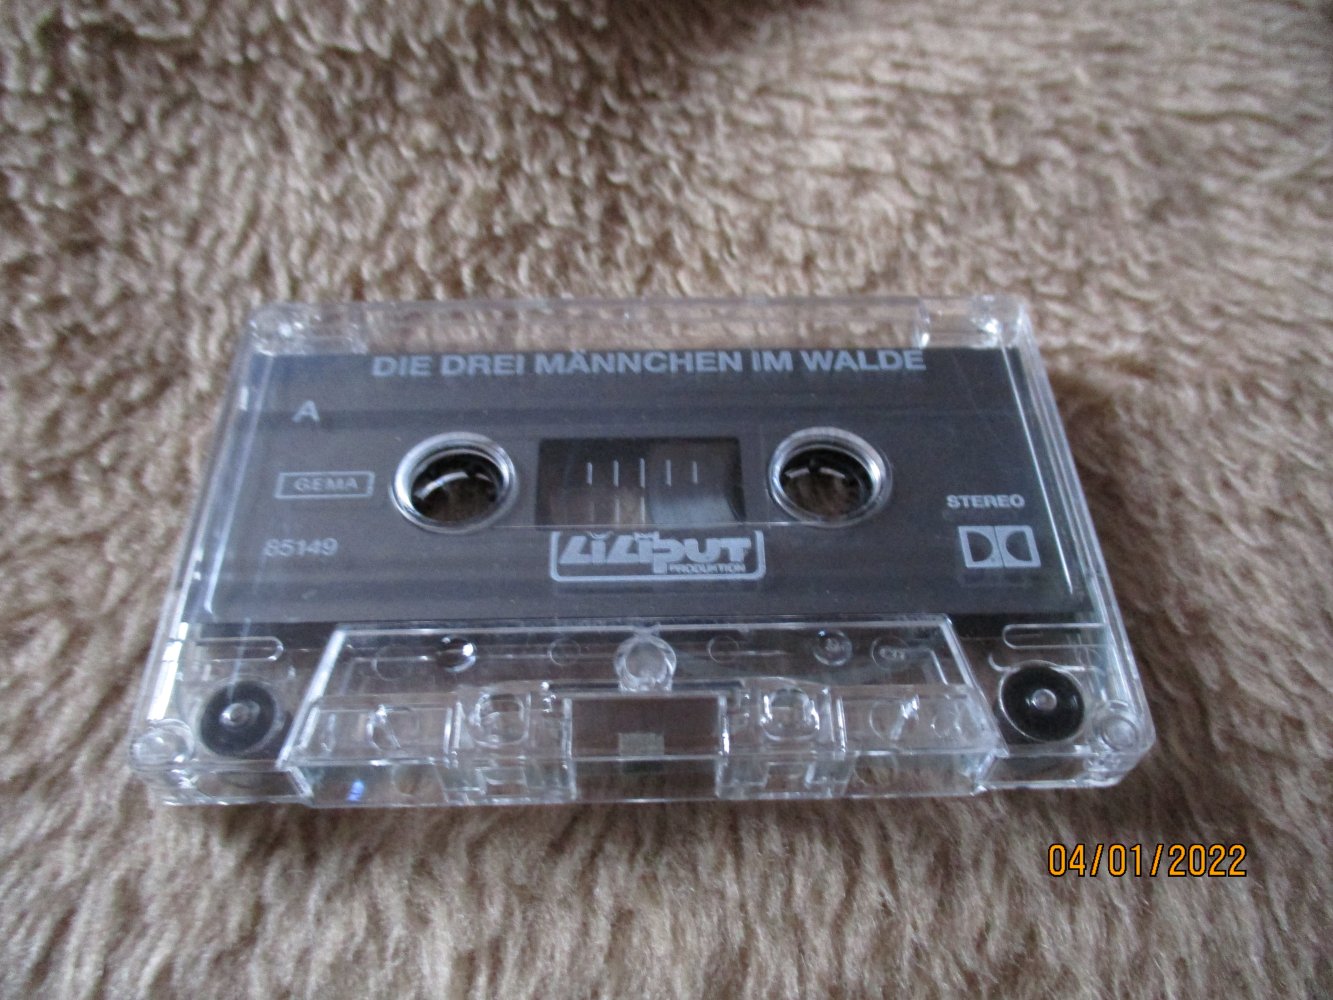 DIE DREI MÄNNCHEN IM WALDE
A
GEMA
STEREO
85149
LiLiPUT
PRODUKTION
04/01/2022